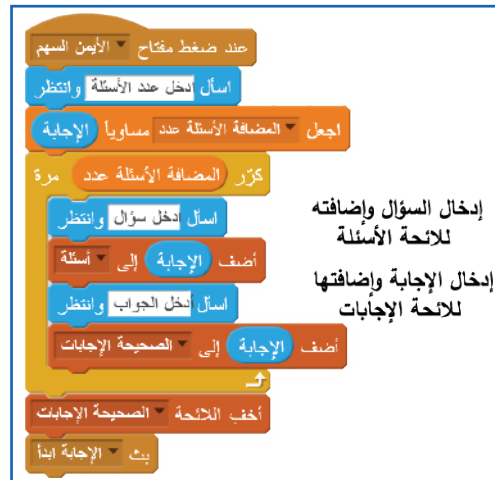 عند ضغط مفتاح الأيمن السهم
اسأل ادخل عدد الأسئلة وانتظر
اجعل المضافة الأسئلة عدد مساوياً الإجابة
كرّر المضافة الأسئلة عدد مرة
اسأل ادخل سؤال وانتظر
أضف الإجابة إلى أسئلة
اسأل أدخل الجواب وانتظر
أضف الإجابة إلى الصحيحة الإجابات
أخفِ اللائحة الصحيحة الإجابات
بث الإجابة ابدأ
إدخال السؤال وإضافته
للائحة الأسئلة
إدخال الإجابة وإضافتها
للائحة الإجابات